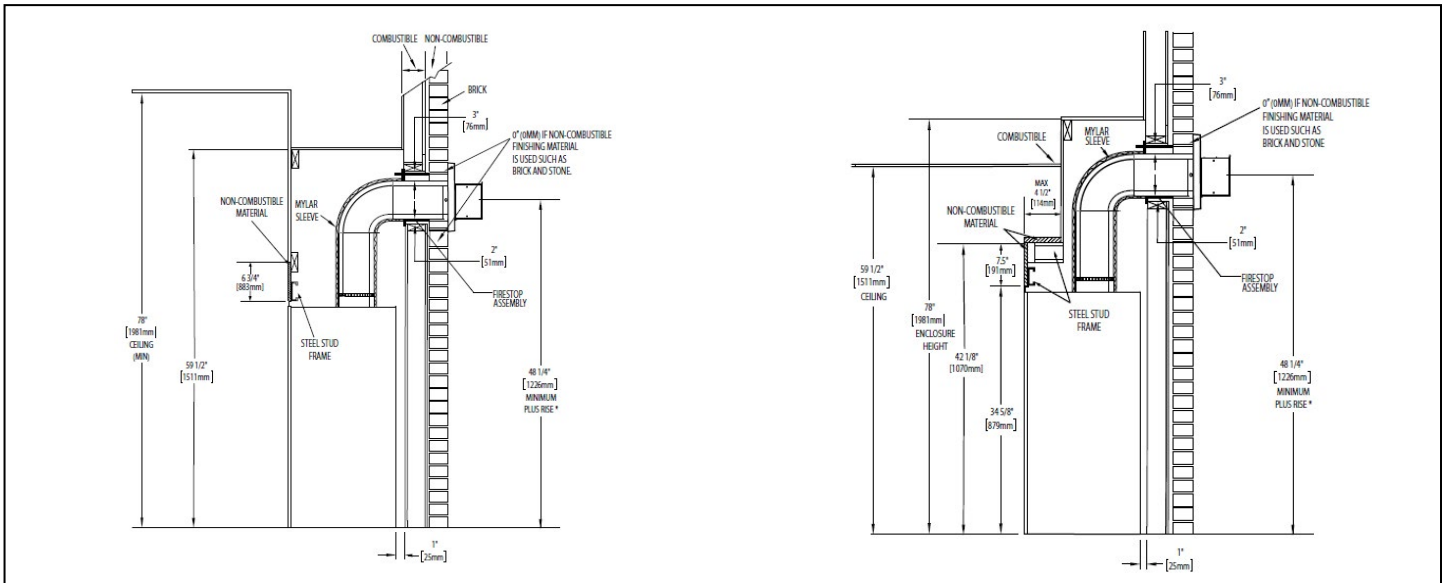 COMBUSTIBLE NON-COMBUSTIBLE
BRICK
3"
[76mm]
0" (0MM) IF NON-COMBUSTIBLE
FINISHING MATERIAL
IS USED SUCH AS
BRICK AND STONE.
NON-COMBUSTIBLE
MATERIAL
MYLAR
SLEEVE
6 3/4"
[883mm]
2"
[51mm]
FIRESTOP
ASSEMBLY
STEEL STUD
FRAME
78"
[1981mm]
CEILING
(MIN)
59 1/2"
[1511mm]
48 1/4"
[1226mm]
MINIMUM
PLUS RISE *
1"
[25mm]
3"
[76mm]
0" (0MM) IF NON-COMBUSTIBLE
FINISHING MATERIAL
IS USED SUCH AS
BRICK AND STONE
COMBUSTIBLE
MYLAR
SLEEVE
MAX
4 1/2"
[114mm]
NON-COMBUSTIBLE
MATERIAL
7.5"
[191mm]
2"
[51mm]
FIRESTOP
ASSEMBLY
59 1/2"
[1511mm]
CEILING
78"
[1981mm]
ENCLOSURE
HEIGHT
STEEL STUD
FRAME
42 1/8"
[1070mm]
34 5/8"
[879mm]
48 1/4"
[1226mm]
MINIMUM
PLUS RISE *
1"
[25mm]